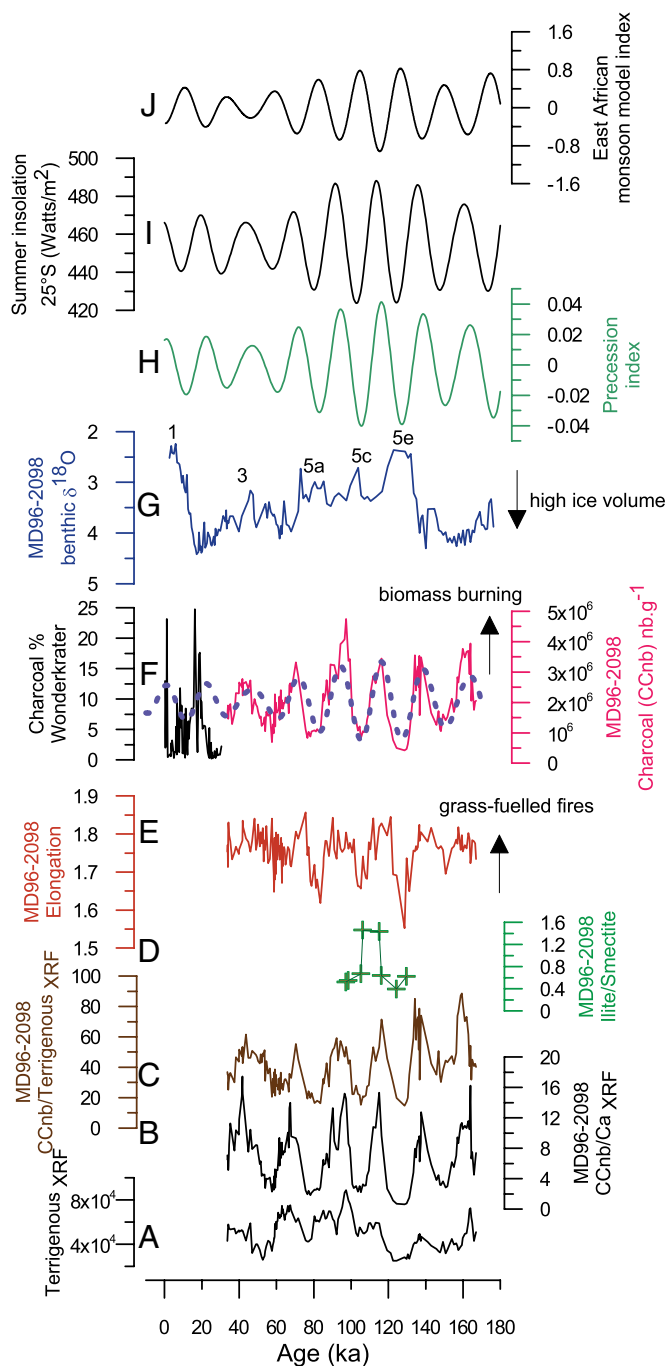 J
1.6
0.8
0
-0.8
-1.6
East African
monsoon model index
500
480
460
440
420
Summer insolation
25°S (Watts/m²)
I
H
0.04
0.02
0
-0.02
-0.04
Precession
index
2
3
4
5
MD96-2098
benthic δ¹⁸O
G
1
3
5a
5c
5e
high ice volume
biomass burning
25
20
15
10
5
0
Charcoal %
Wonderkrater
F
5x10⁶
4x10⁶
3x10⁶
2x10⁶
10⁶
0
MD96-2098
Charcoal (CCnb) nb.g⁻¹
grass-fuelled fires
1.9
1.8
1.7
1.6
1.5
MD96-2098
Elongation
E
D
1.6
1.2
0.8
0.4
0
MD96-2098
Ilite/Smectite
100
80
60
40
20
0
MD96-2098
CCnb/Terrigenous XRF
C
B
20
16
12
8
4
0
MD96-2098
CCnb/Ca XRF
8x10⁴
4x10⁴
Terrigenous XRF
A
0 20 40 60 80 100 120 140 160 180
Age (ka)